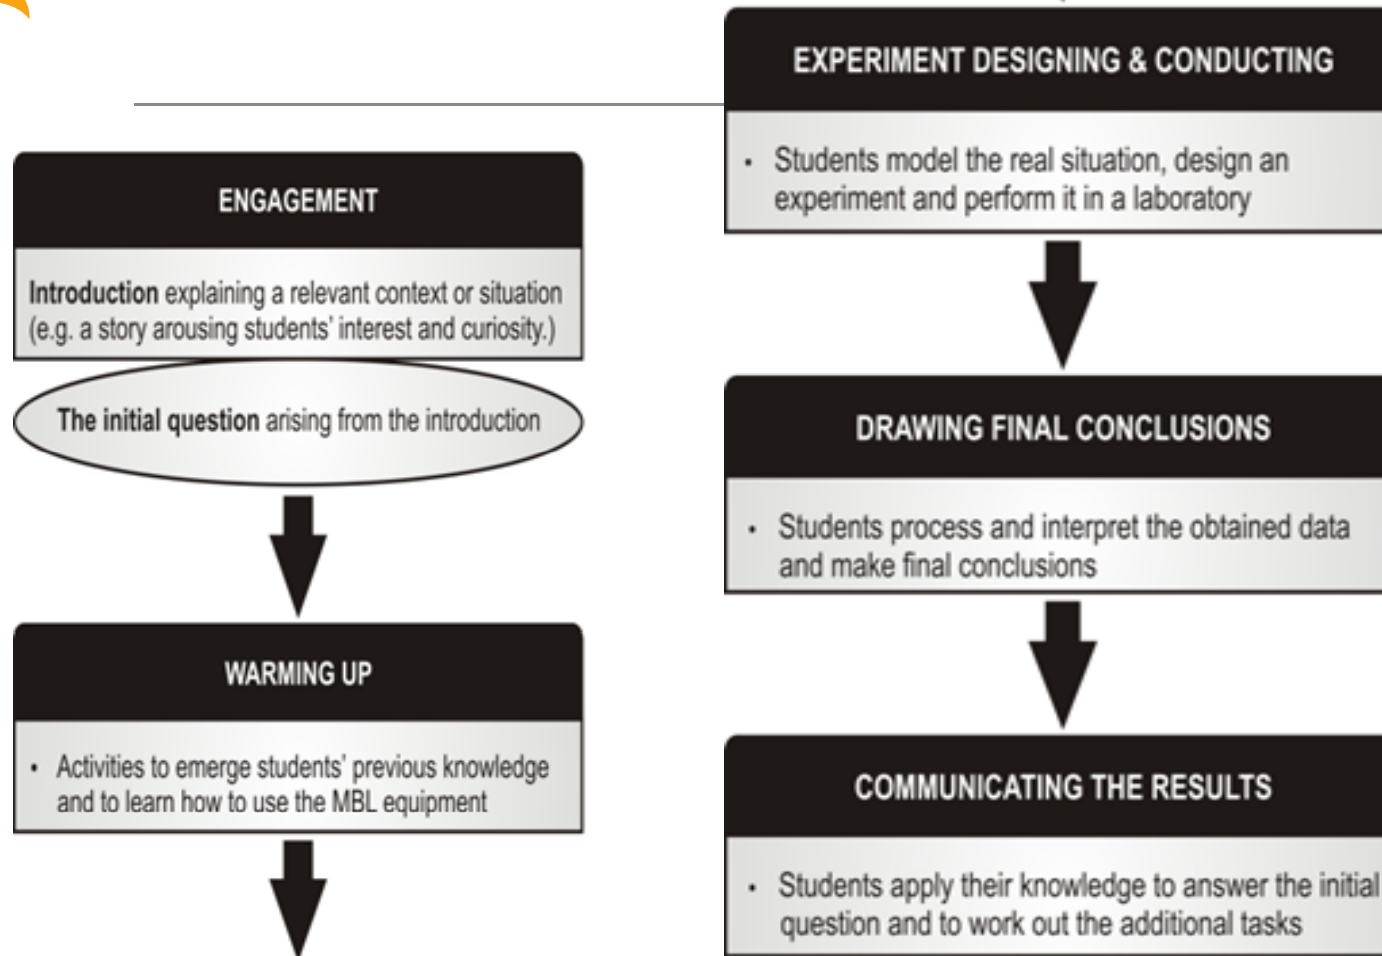 ENGAGEMENT
Introduction explaining a relevant context or situation
(e.g. a story arousing students' interest and curiosity.)
The initial question arising from the introduction
WARMING UP
• Activities to emerge students' previous knowledge
and to learn how to use the MBL equipment
EXPERIMENT DESIGNING & CONDUCTING
• Students model the real situation, design an
experiment and perform it in a laboratory
DRAWING FINAL CONCLUSIONS
• Students process and interpret the obtained data
and make final conclusions
COMMUNICATING THE RESULTS
• Students apply their knowledge to answer the initial
question and to work out the additional tasks